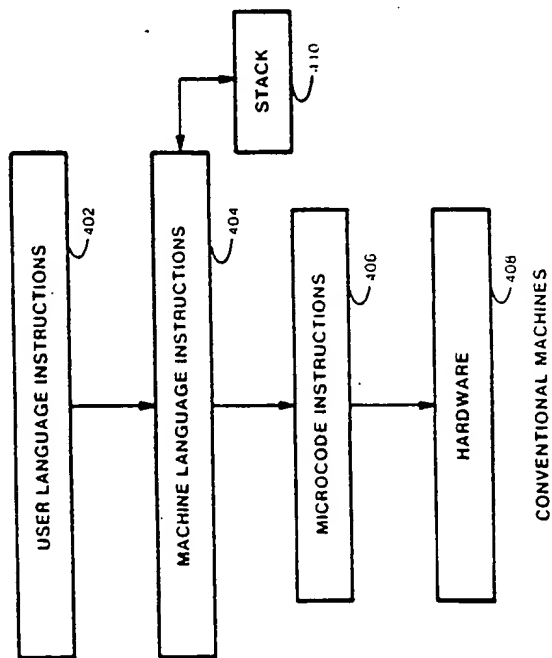 USER LANGUAGE INSTRUCTIONS
402
MACHINE LANGUAGE INSTRUCTIONS
404
STACK
410
MICROCODE INSTRUCTIONS
406
HARDWARE
408
CONVENTIONAL MACHINES